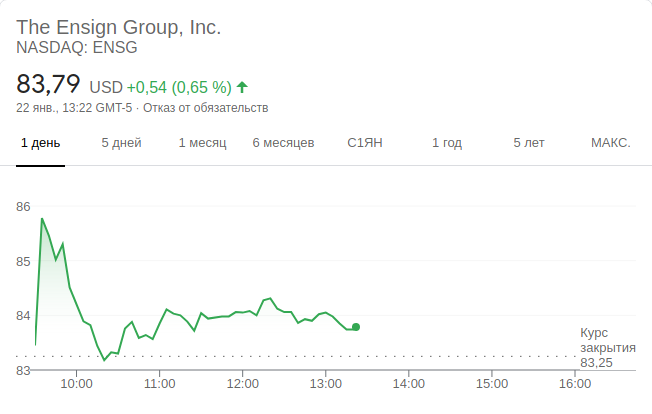 The Ensign Group, Inc.
NASDAQ: ENSG
83,79 USD +0,54 (0,65 %)
22 янв., 13:22 GMT-5 · Отказ от обязательств
1 день 5 дней 1 месяц 6 месяцев С1ЯН 1 год 5 лет МАКС.
86
85
84
83
Курс
закрытия
83,25
10:00 11:00 12:00 13:00 14:00 15:00 16:00